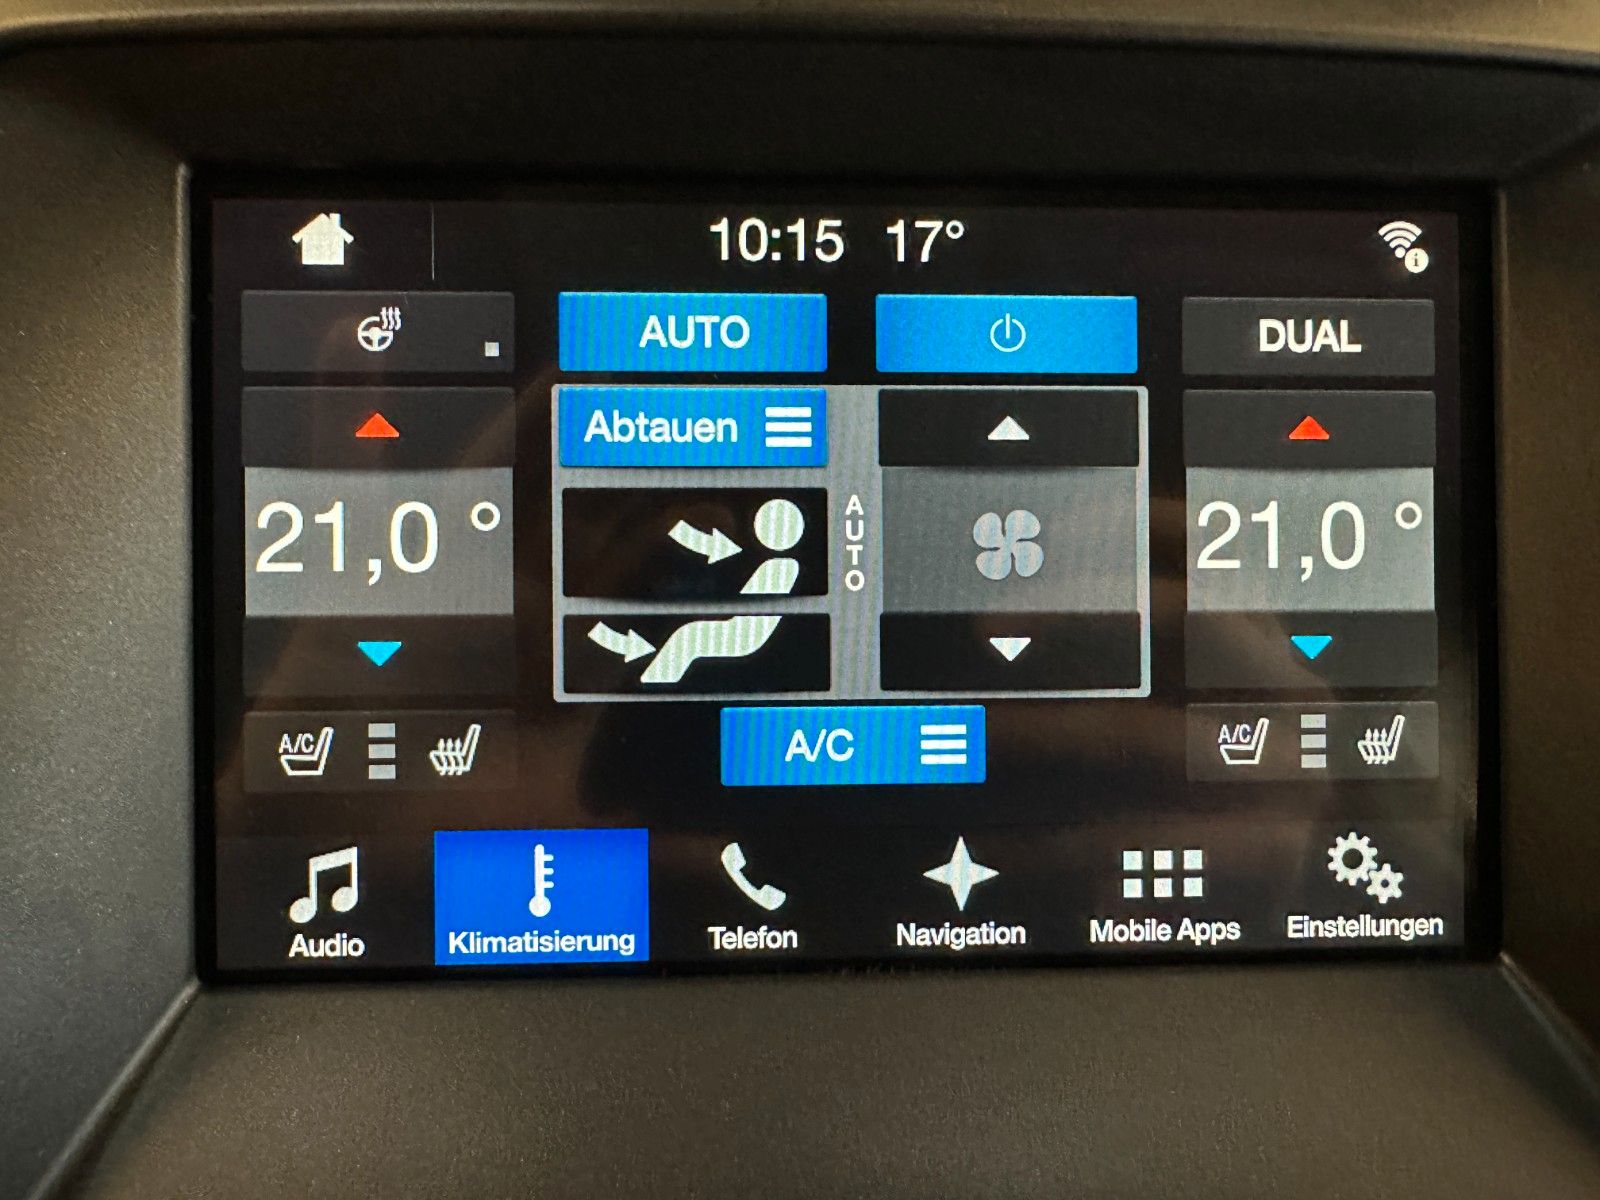 10:15 17°
AUTO
DUAL
Abtauen
21,0 °
AUTO
21,0 °
A/C
A/C
A/C
Audio
Klimatisierung
Telefon
Navigation
Mobile Apps
Einstellungen